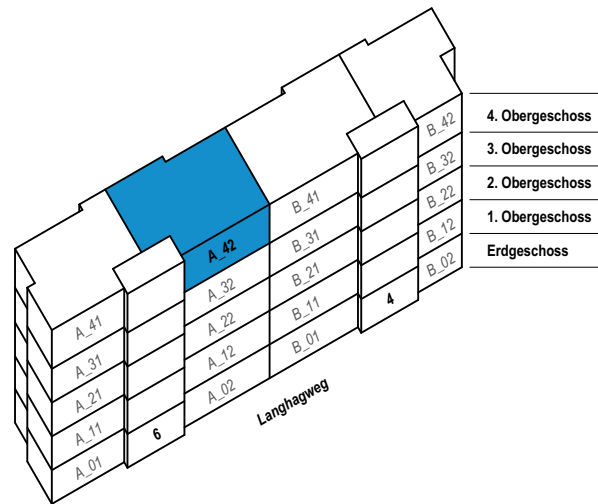 4. Obergeschoss
3. Obergeschoss
2. Obergeschoss
1. Obergeschoss
Erdgeschoss
A_41
A_31
A_21
A_11
A_01
6
A_42
A_32
A_22
A_12
A_02
B_41
B_31
B_21
B_11
B_01
4
B_42
B_32
B_22
B_12
B_02
Langhagweg